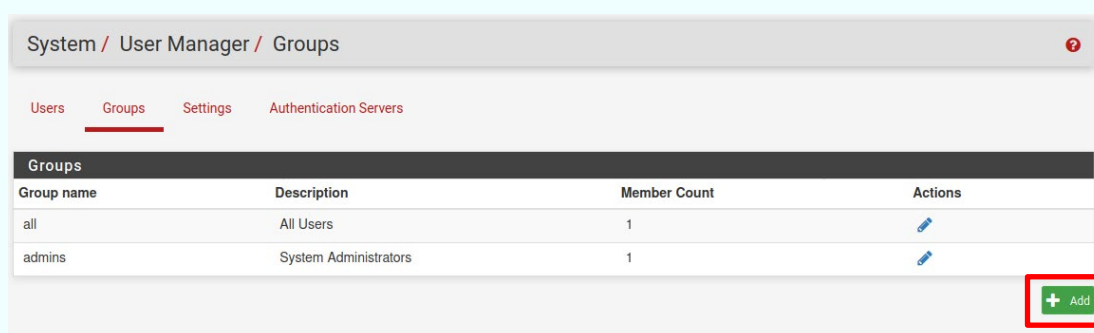 System / User Manager / Groups
Users Groups Settings Authentication Servers
Groups
Group name Description Member Count Actions
all All Users 1
admins System Administrators 1
Add